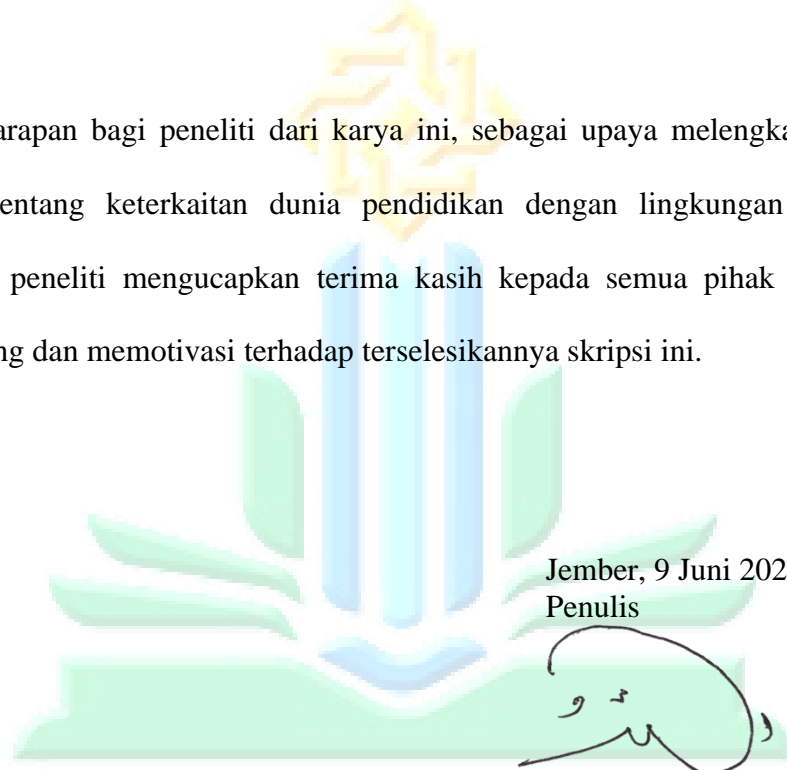 arapan bagi peneliti dari karya ini, sebagai upaya melengka
entang keterkaitan dunia pendidikan dengan lingkungan
peneliti mengucapkan terima kasih kepada semua pihak
ng dan memotivasi terhadap terselesikannya skripsi ini.
Jember, 9 Juni 202
Penulis